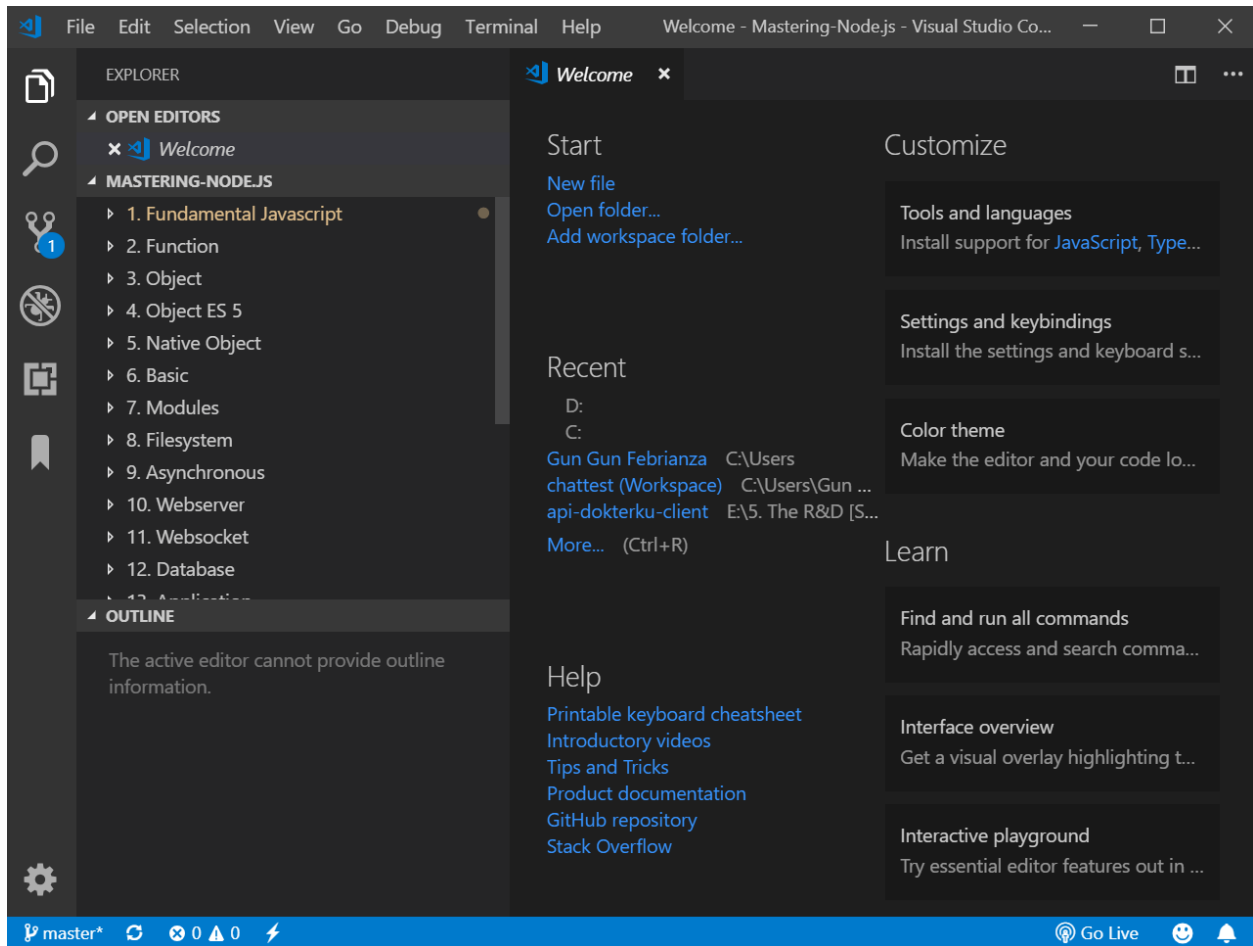 File Edit Selection View Go Debug Terminal Help Welcome - Mastering-Node.js - Visual Studio Co...
EXPLORER
OPEN EDITORS
Welcome
MASTERING-NODE.JS
1. Fundamental Javascript
2. Function
3. Object
4. Object ES 5
5. Native Object
6. Basic
7. Modules
8. Filesystem
9. Asynchronous
10. Webserver
11. Websocket
12. Database
13. Application
OUTLINE
The active editor cannot provide outline
information.
1
Welcome
Start
New file
Open folder...
Add workspace folder...
Recent
D:
C:
Gun Gun Febrianza C:\Users
chattest (Workspace) C:\Users\Gun ...
api-dokterku-client E:\5. The R&D [S...
More... (Ctrl+R)
Help
Printable keyboard cheatsheet
Introductory videos
Tips and Tricks
Product documentation
GitHub repository
Stack Overflow
Customize
Tools and languages
Install support for JavaScript, Type...
Settings and keybindings
Install the settings and keyboard s...
Color theme
Make the editor and your code lo...
Learn
Find and run all commands
Rapidly access and search comma...
Interface overview
Get a visual overlay highlighting t...
Interactive playground
Try essential editor features out in ...
master* 0 0 Go Live